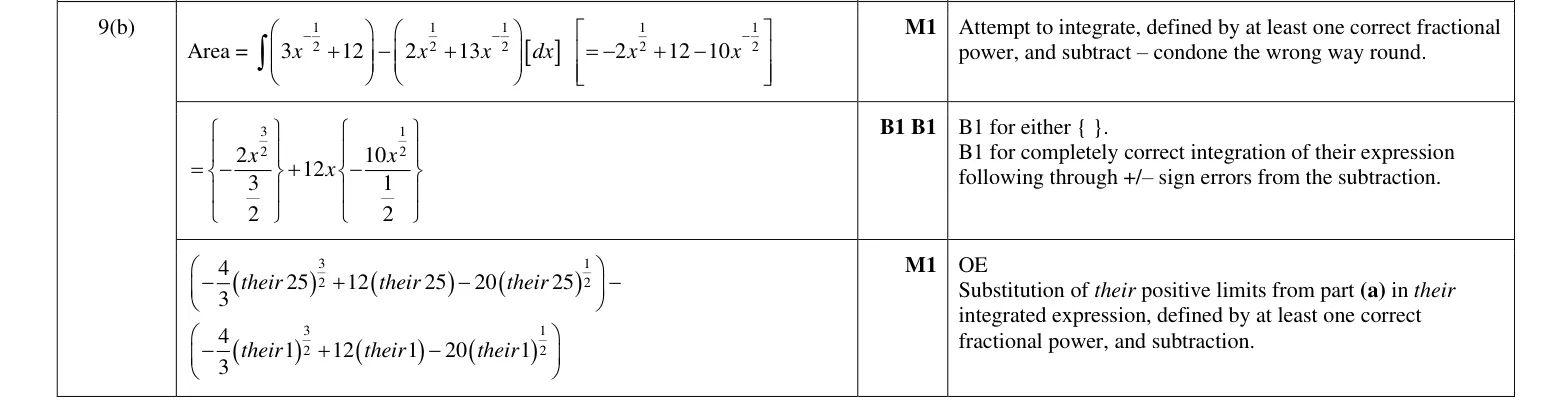 9(b)
Area = ∫(3x^{-1/2} + 12) − (2x^{1/2} + 13x^{-1/2})[dx] [= −2x^{1/2} + 12 − 10x^{-1/2}]
M1
Attempt to integrate, defined by at least one correct fractional
power, and subtract – condone the wrong way round.
= {−\frac{2x^{3/2}}{\frac{3}{2}}} + 12x {−\frac{10x^{1/2}}{\frac{1}{2}}}
B1 B1
B1 for either { }.
B1 for completely correct integration of their expression
following through +/– sign errors from the subtraction.
(−\frac{4}{3}(their 25)^{3/2} + 12(their 25) − 20(their 25)^{1/2}) −
(−\frac{4}{3}(their 1)^{3/2} + 12(their 1) − 20(their 1)^{1/2})
M1
OE
Substitution of their positive limits from part (a) in their
integrated expression, defined by at least one correct
fractional power, and subtraction.